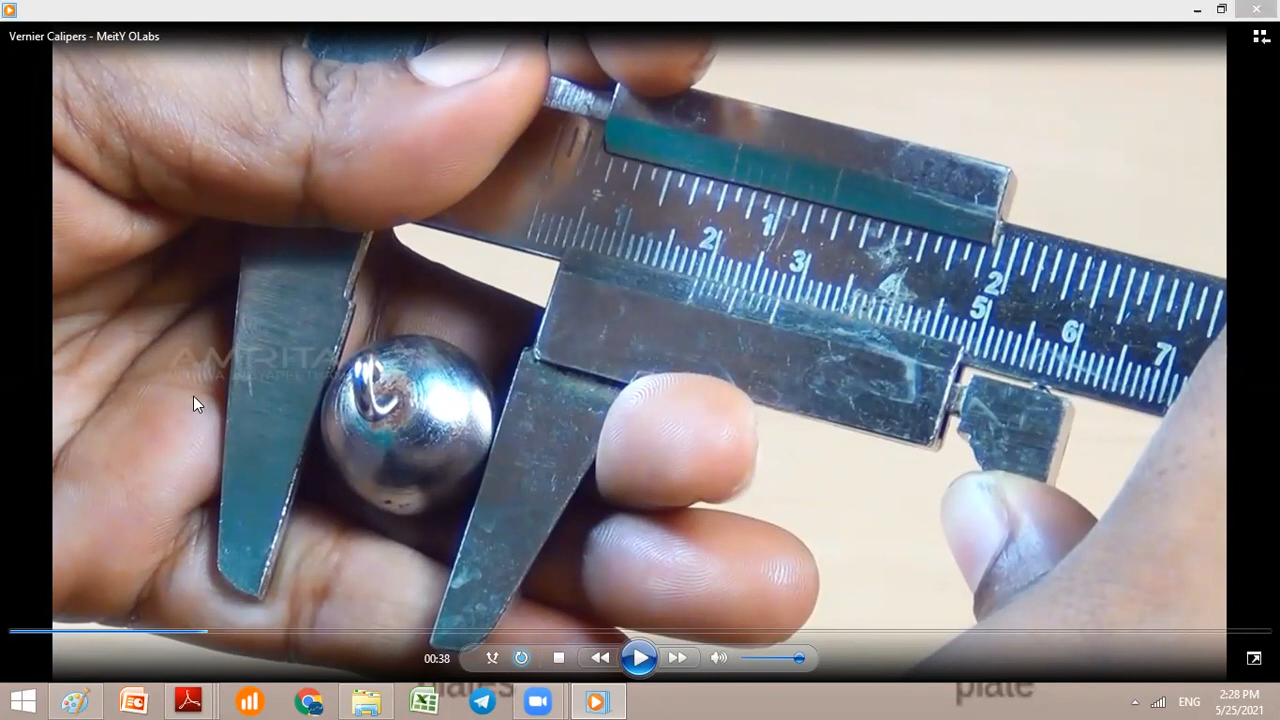 Vernier Calipers - MeitY OLabs
1
1
2
3
4
2
5
6
7
AMRITA
00:38
plates
plate
ENG
2:28 PM
5/25/2021